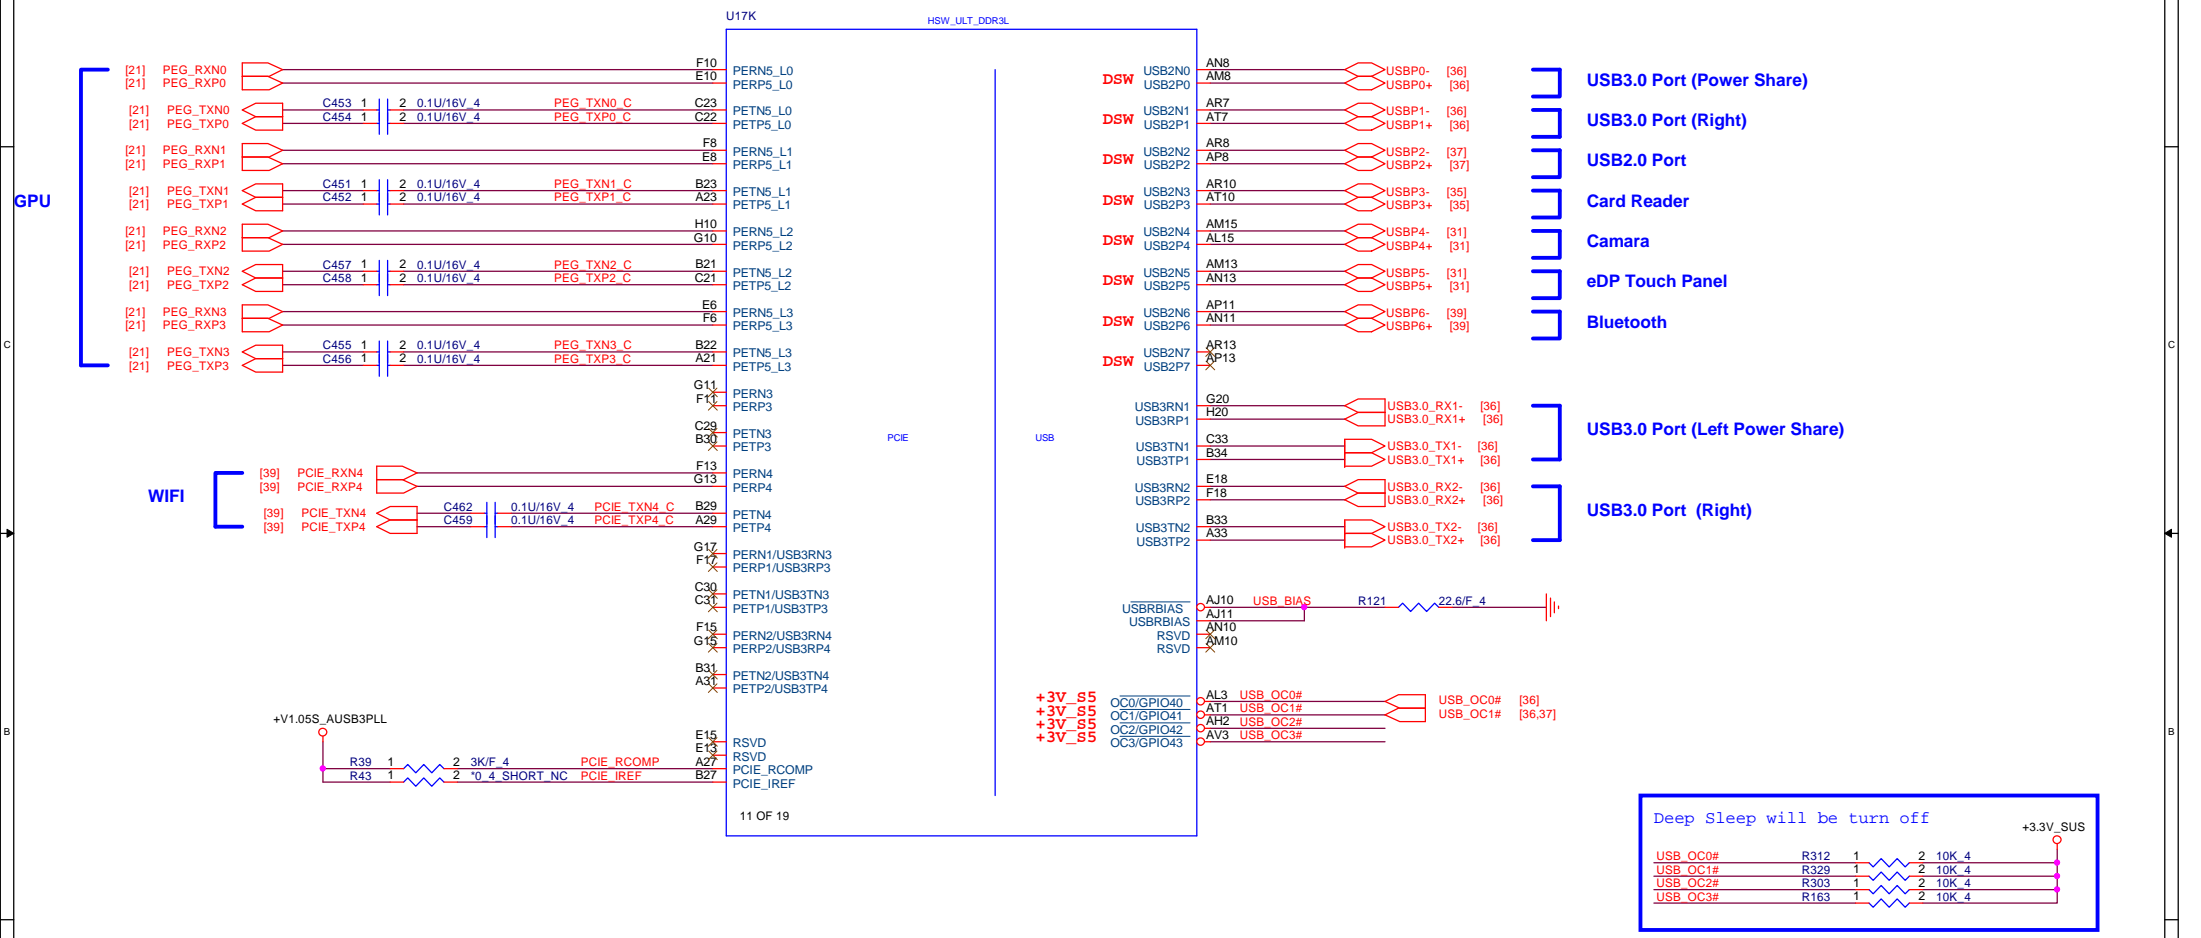 U17K
HSW_ULT_DDR3L
GPU
[21] PEG_RXN0 F10 PERN5_L0
[21] PEG_RXP0 E10 PERP5_L0
[21] PEG_TXN0 C453 1 2 0.1U/16V_4 PEG_TXN0_C C23 PETN5_L0
[21] PEG_TXP0 C454 1 2 0.1U/16V_4 PEG_TXP0_C C22 PETP5_L0
[21] PEG_RXN1 F8 PERN5_L1
[21] PEG_RXP1 E8 PERP5_L1
[21] PEG_TXN1 C451 1 2 0.1U/16V_4 PEG_TXN1_C B23 PETN5_L1
[21] PEG_TXP1 C452 1 2 0.1U/16V_4 PEG_TXP1_C A23 PETP5_L1
[21] PEG_RXN2 H10 PERN5_L2
[21] PEG_RXP2 G10 PERP5_L2
[21] PEG_TXN2 C457 1 2 0.1U/16V_4 PEG_TXN2_C B21 PETN5_L2
[21] PEG_TXP2 C458 1 2 0.1U/16V_4 PEG_TXP2_C C21 PETP5_L2
[21] PEG_RXN3 E6 PERN5_L3
[21] PEG_RXP3 F6 PERP5_L3
[21] PEG_TXN3 C455 1 2 0.1U/16V_4 PEG_TXN3_C B22 PETN5_L3
[21] PEG_TXP3 C456 1 2 0.1U/16V_4 PEG_TXP3_C A21 PETP5_L3
G11 PERN3
F11 PERP3
C29 PETN3
B30 PETP3
WIFI
[39] PCIE_RXN4 F13 PERN4
[39] PCIE_RXP4 G13 PERP4
[39] PCIE_TXN4 C462 0.1U/16V_4 PCIE_TXN4_C B29 PETN4
[39] PCIE_TXP4 C459 0.1U/16V_4 PCIE_TXP4_C A29 PETP4
G17 PERN1/USB3RN3
F17 PERP1/USB3RP3
C30 PETN1/USB3TN3
C31 PETP1/USB3TP3
F15 PERN2/USB3RN4
G15 PERP2/USB3RP4
B31 PETN2/USB3TN4
A31 PETP2/USB3TP4
+V1.05S_AUSB3PLL
E15 RSVD
E13 RSVD
R39 1 2 3K/F_4 PCIE_RCOMP A27 PCIE_RCOMP
R43 1 2 *0_4_SHORT_NC PCIE_IREF B27 PCIE_IREF
11 OF 19
PCIE
USB
DSW USB2N0 AN8 USBP0- [36]
USB2P0 AM8 USBP0+ [36]
USB3.0 Port (Power Share)
DSW USB2N1 AR7 USBP1- [36]
USB2P1 AT7 USBP1+ [36]
USB3.0 Port (Right)
DSW USB2N2 AR8 USBP2- [37]
USB2P2 AP8 USBP2+ [37]
USB2.0 Port
DSW USB2N3 AR10 USBP3- [35]
USB2P3 AT10 USBP3+ [35]
Card Reader
DSW USB2N4 AM15 USBP4- [31]
USB2P4 AL15 USBP4+ [31]
Camara
DSW USB2N5 AM13 USBP5- [31]
USB2P5 AN13 USBP5+ [31]
eDP Touch Panel
DSW USB2N6 AP11 USBP6- [39]
USB2P6 AN11 USBP6+ [39]
Bluetooth
DSW USB2N7 AR13
USB2P7 AP13
USB3RN1 G20 USB3.0_RX1- [36]
USB3RP1 H20 USB3.0_RX1+ [36]
USB3TN1 C33 USB3.0_TX1- [36]
USB3TP1 B34 USB3.0_TX1+ [36]
USB3.0 Port (Left Power Share)
USB3RN2 E18 USB3.0_RX2- [36]
USB3RP2 F18 USB3.0_RX2+ [36]
USB3TN2 B33 USB3.0_TX2- [36]
USB3TP2 A33 USB3.0_TX2+ [36]
USB3.0 Port (Right)
USBRBIAS AJ10 USB_BIAS R121 22.6/F_4
USBRBIAS AJ11
RSVD AN10
RSVD AM10
+3V_S5 OC0/GPIO40 AL3 USB_OC0# USB_OC0# [36]
+3V_S5 OC1/GPIO41 AT1 USB_OC1# USB_OC1# [36,37]
+3V_S5 OC2/GPIO42 AH2 USB_OC2#
+3V_S5 OC3/GPIO43 AV3 USB_OC3#
Deep Sleep will be turn off
+3.3V_SUS
USB_OC0# R312 1 2 10K_4
USB_OC1# R329 1 2 10K_4
USB_OC2# R303 1 2 10K_4
USB_OC3# R163 1 2 10K_4
C
C
B
B